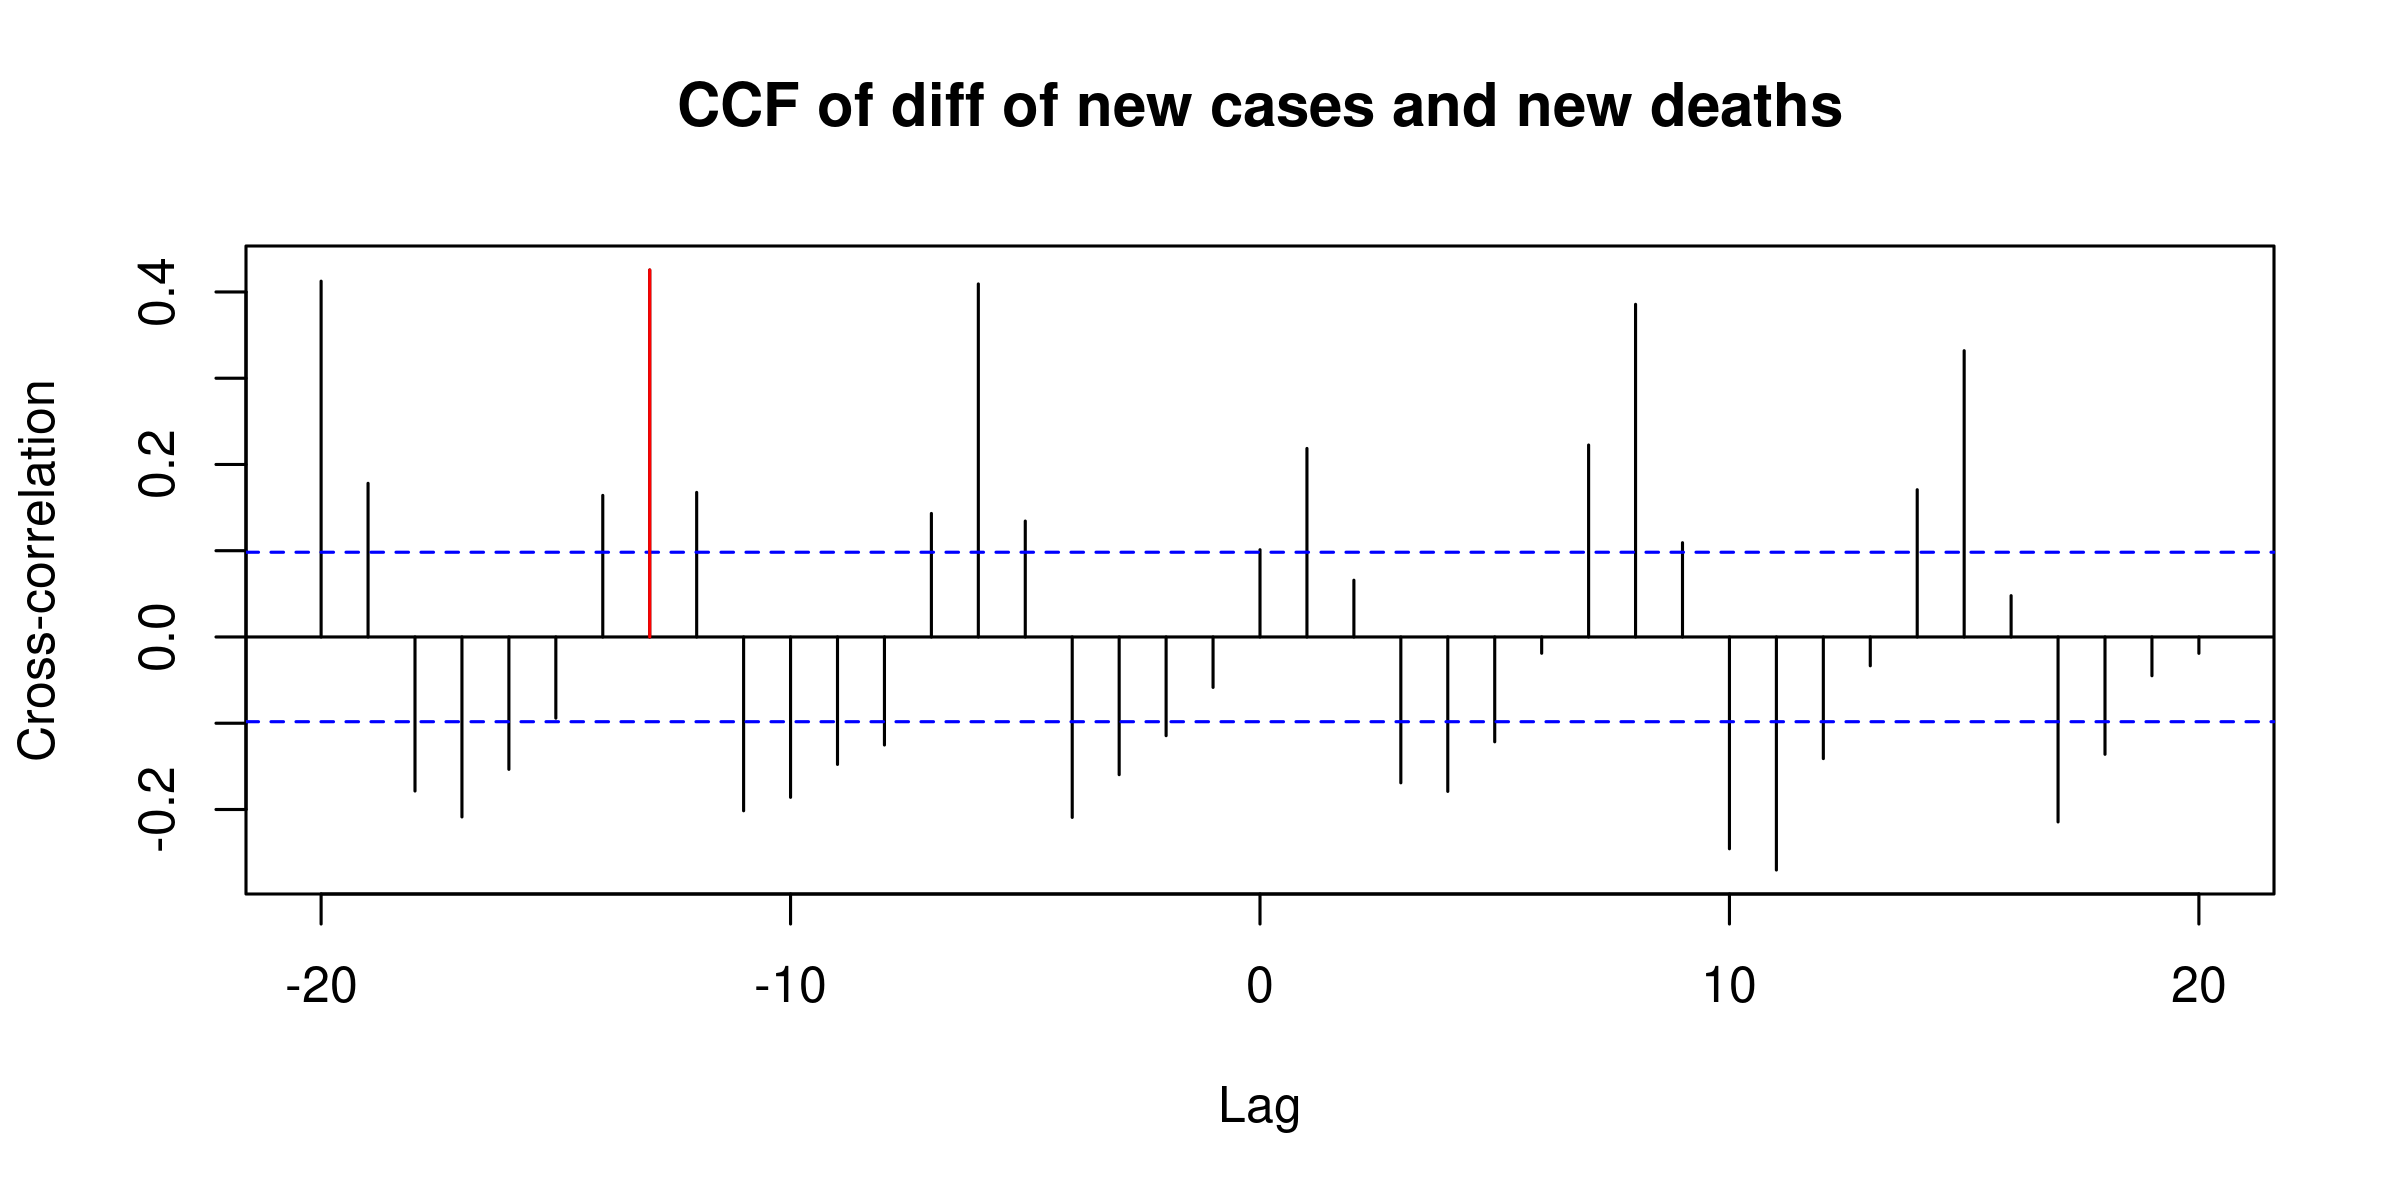 CCF of diff of new cases and new deaths
Cross-correlation
0.4
0.2
0.0
-0.2
-20 -10 0 10 20
Lag